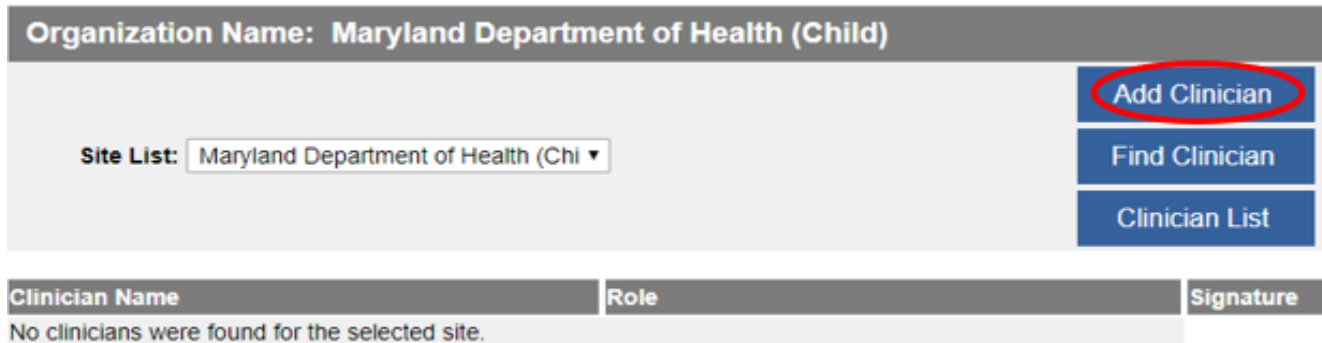 Organization Name: Maryland Department of Health (Child)
Add Clinician
Site List: Maryland Department of Health (Chi
Find Clinician
Clinician List
Clinician Name Role Signature
No clinicians were found for the selected site.